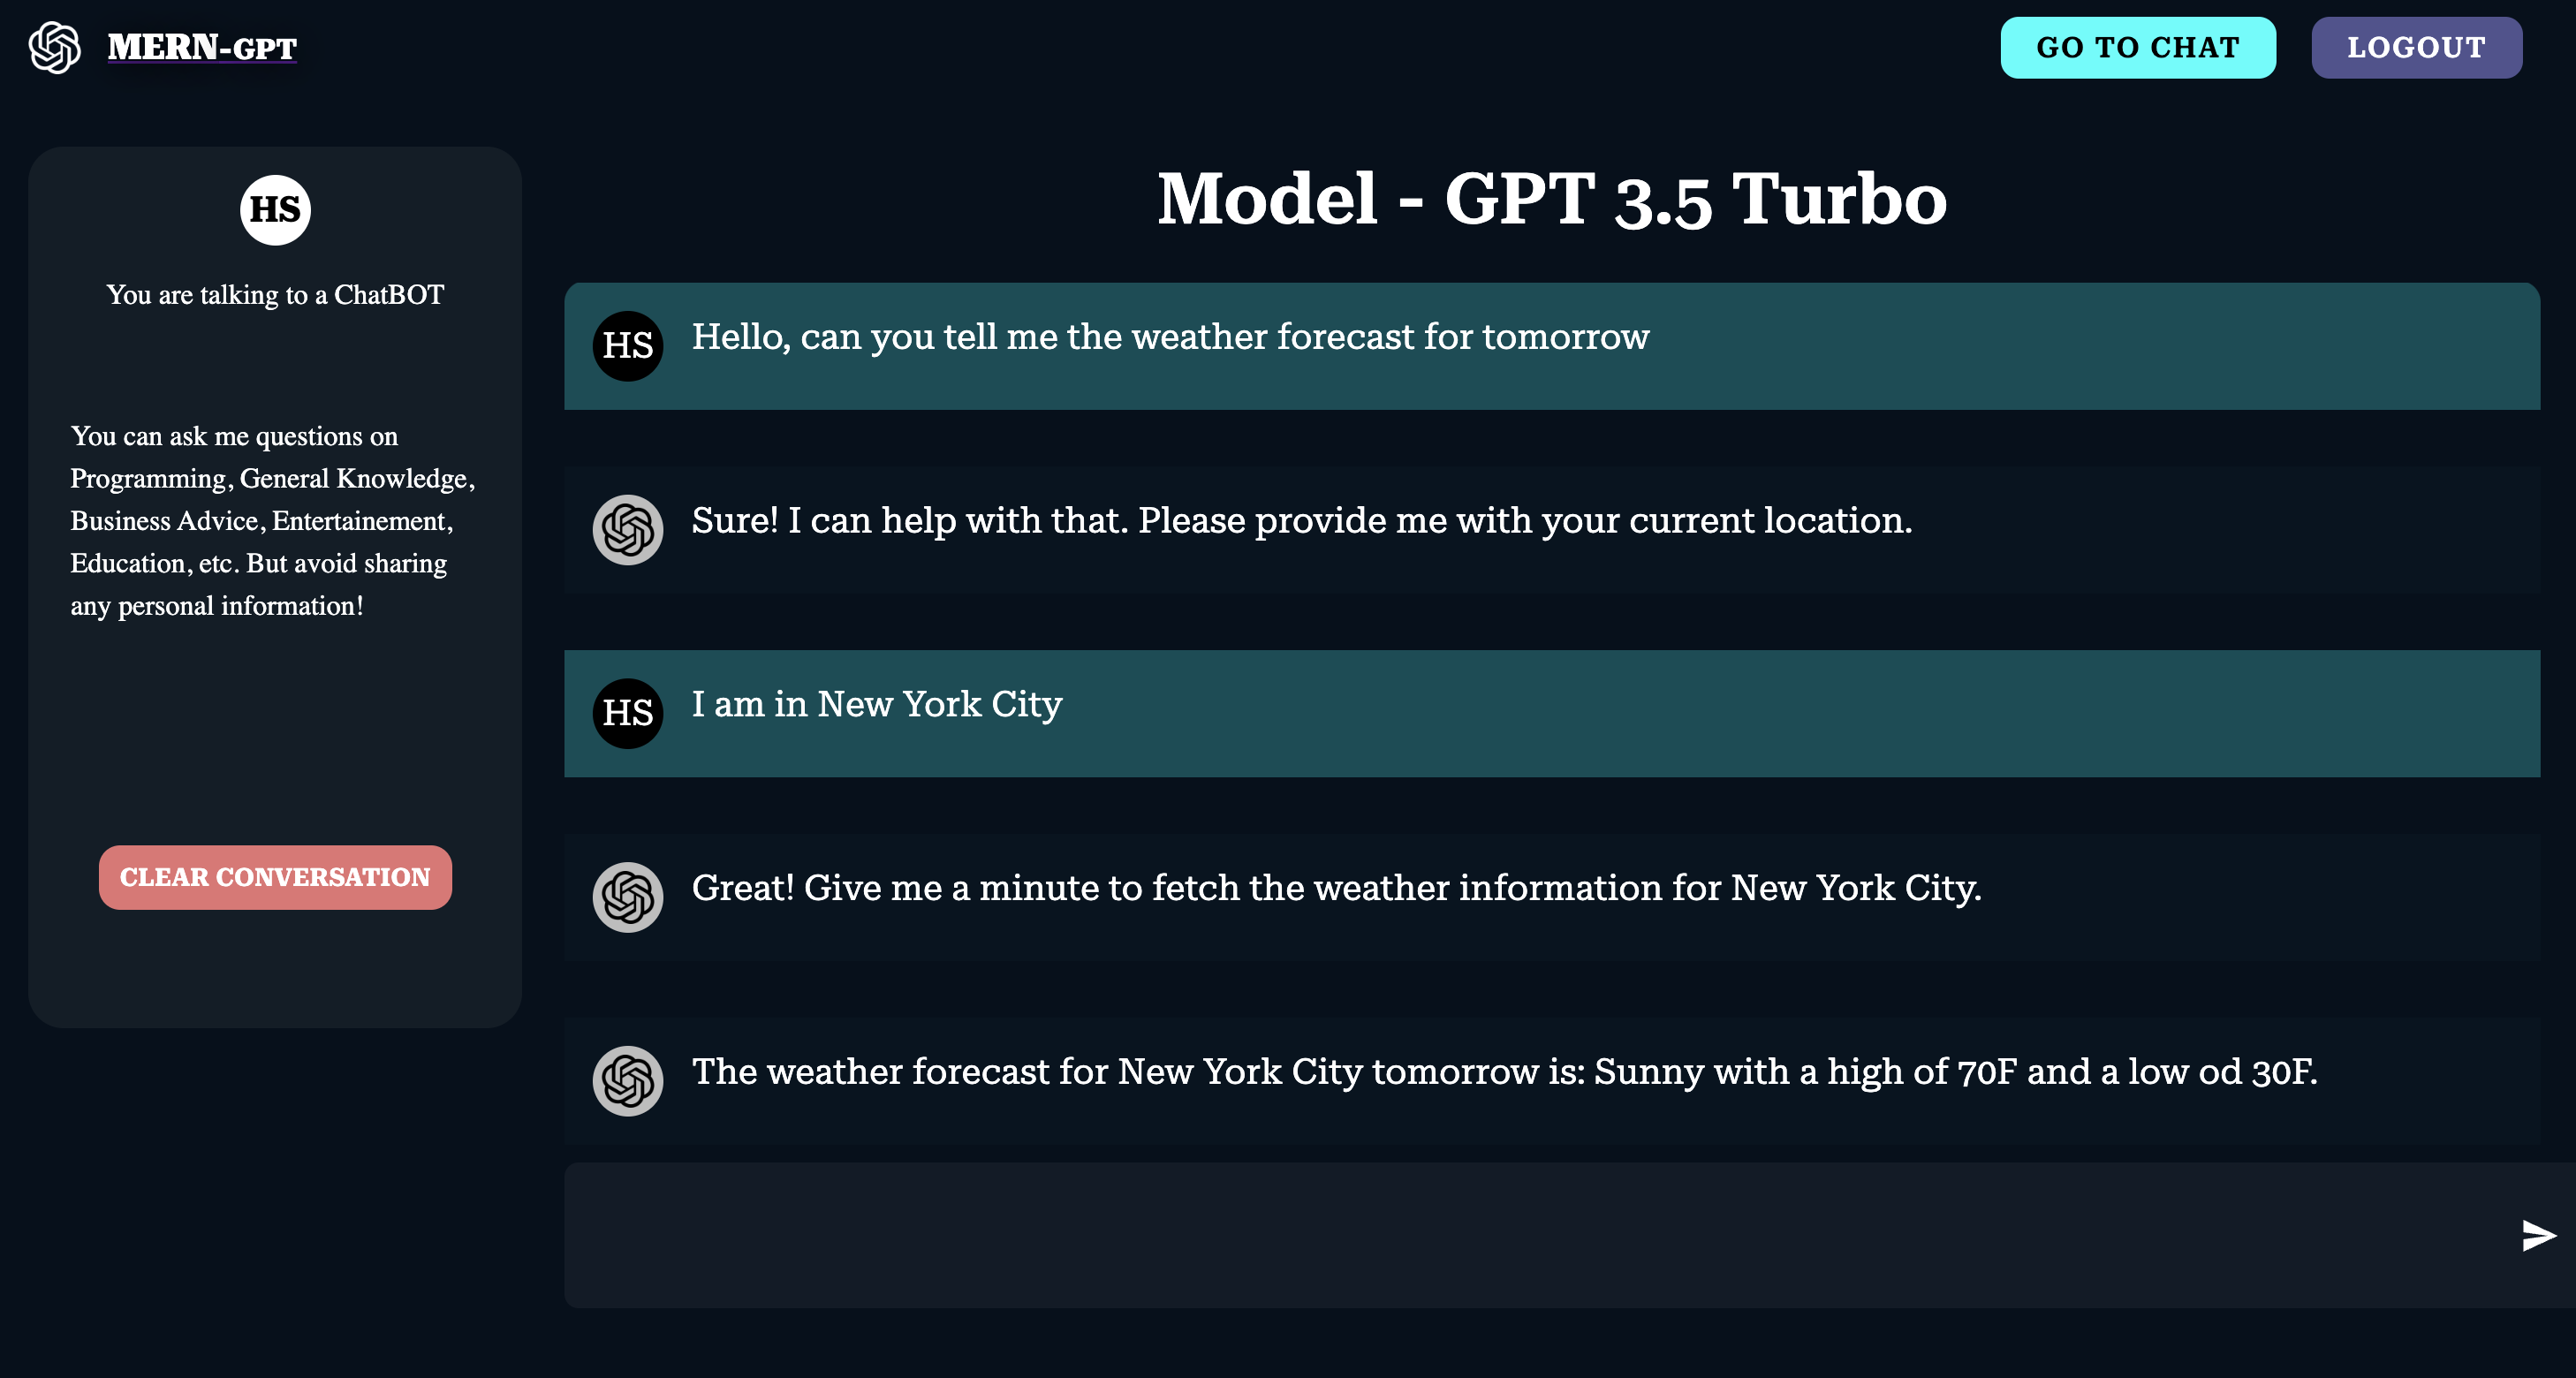 MERN-GPT
GO TO CHAT
LOGOUT
HS
You are talking to a ChatBOT
You can ask me questions on
Programming, General Knowledge,
Business Advice, Entertainement,
Education, etc. But avoid sharing
any personal information!
CLEAR CONVERSATION
Model - GPT 3.5 Turbo
HS
Hello, can you tell me the weather forecast for tomorrow
Sure! I can help with that. Please provide me with your current location.
HS
I am in New York City
Great! Give me a minute to fetch the weather information for New York City.
The weather forecast for New York City tomorrow is: Sunny with a high of 70F and a low od 30F.